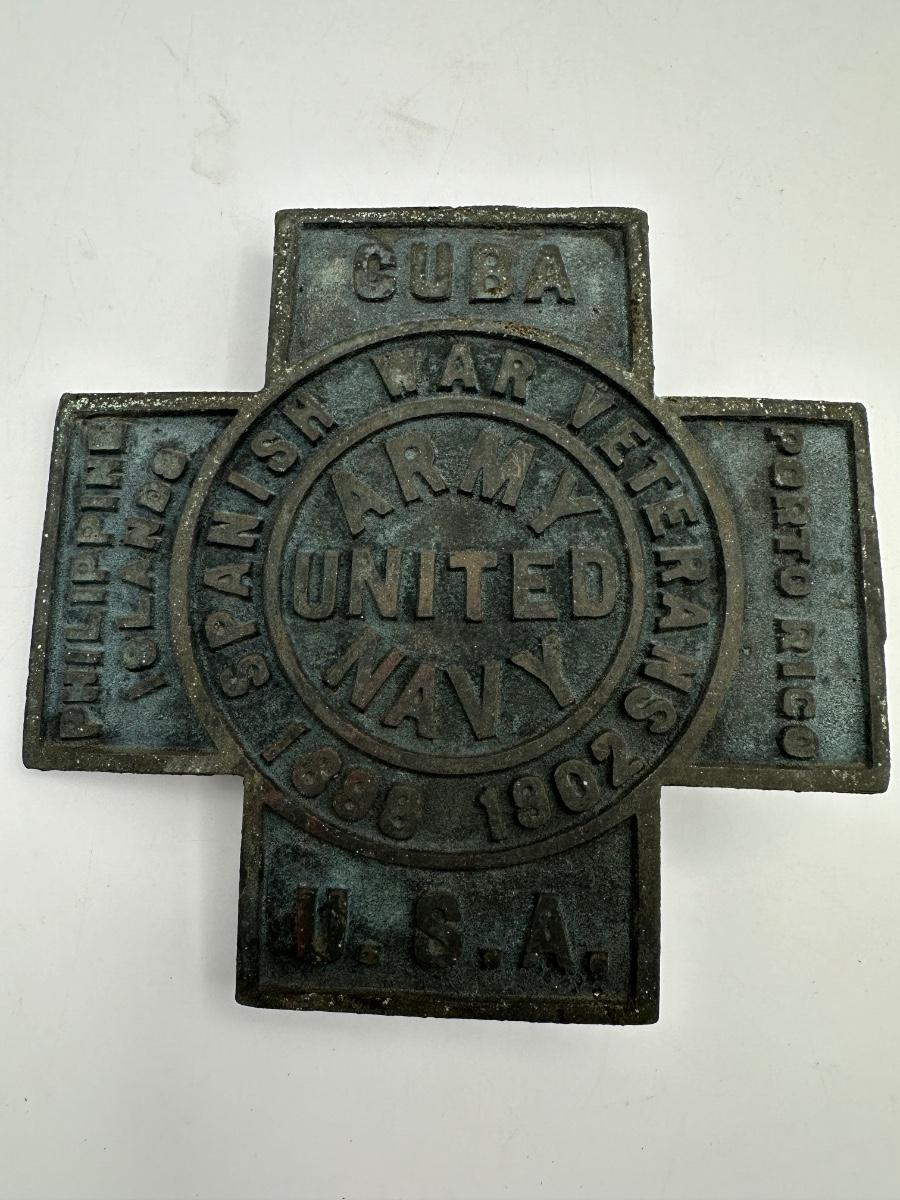 CUBA
SPANISH WAR VETERANS
ARMY
UNITED
NAVY
1898 1902
PHILIPPINE
ISLANDS
PORTO RICO
U.S.A.